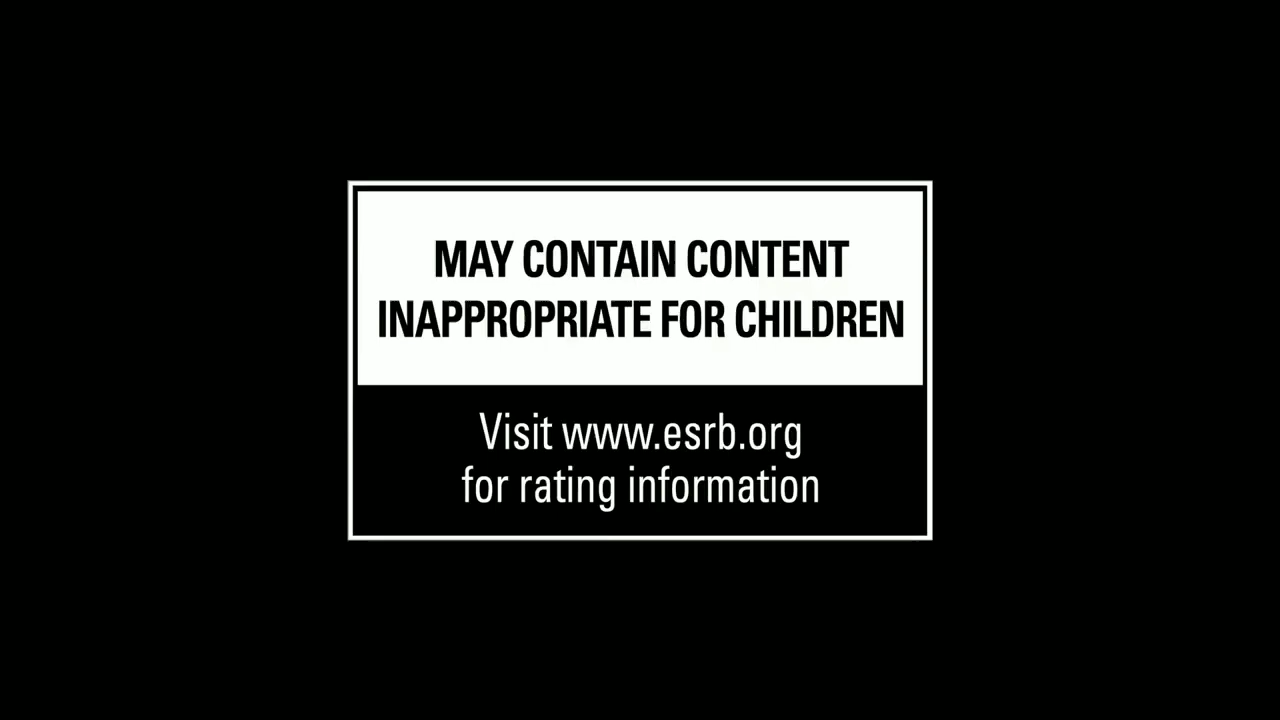 MAY CONTAIN CONTENT
INAPPROPRIATE FOR CHILDREN
Visit www.esrb.org
for rating information